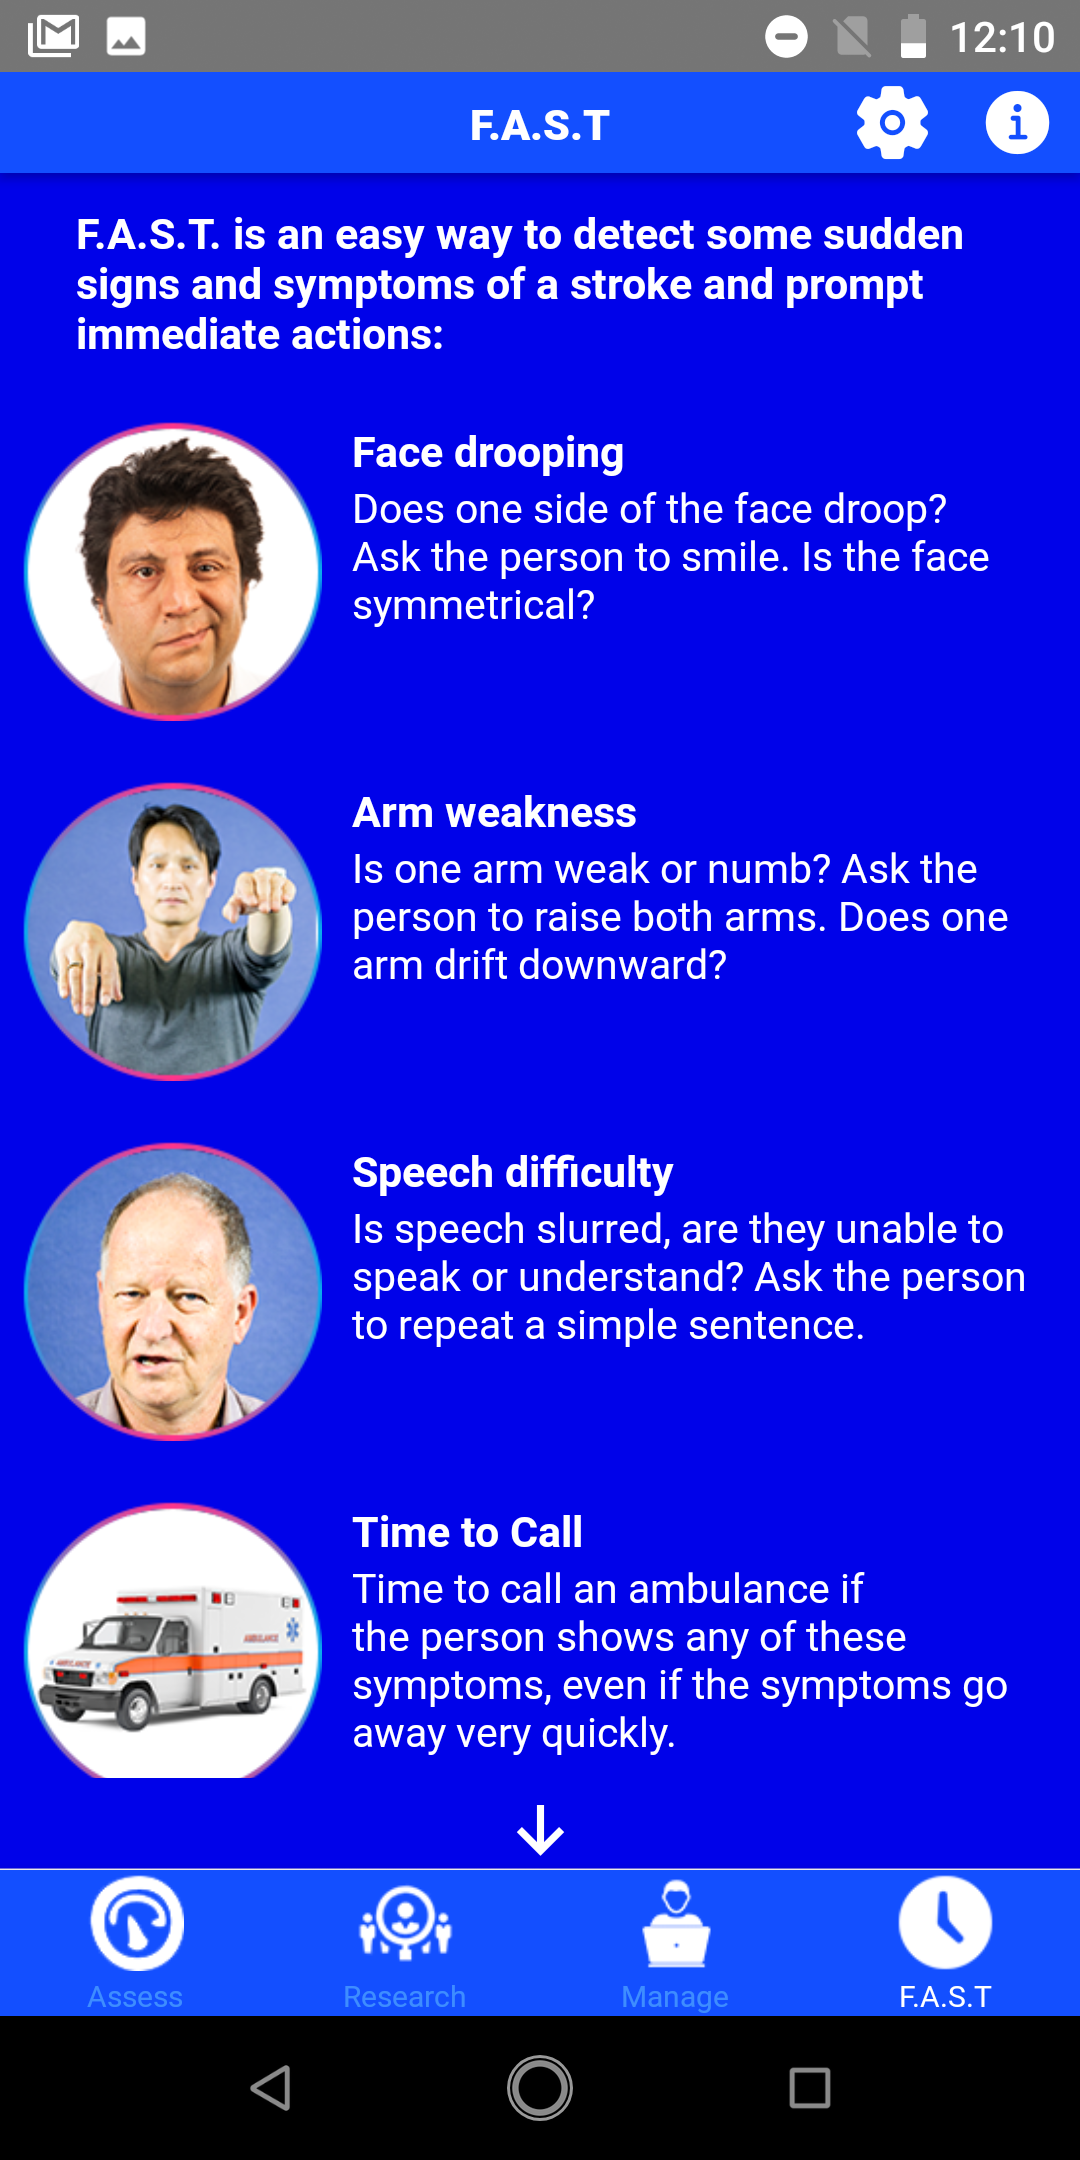 12:10
F.A.S.T
F.A.S.T. is an easy way to detect some sudden
signs and symptoms of a stroke and prompt
immediate actions:
Face drooping
Does one side of the face droop?
Ask the person to smile. Is the face
symmetrical?
Arm weakness
Is one arm weak or numb? Ask the
person to raise both arms. Does one
arm drift downward?
Speech difficulty
Is speech slurred, are they unable to
speak or understand? Ask the person
to repeat a simple sentence.
AMBULANCE
AMBULANCE
Time to Call
Time to call an ambulance if
the person shows any of these
symptoms, even if the symptoms go
away very quickly.
Assess
Research
Manage
F.A.S.T